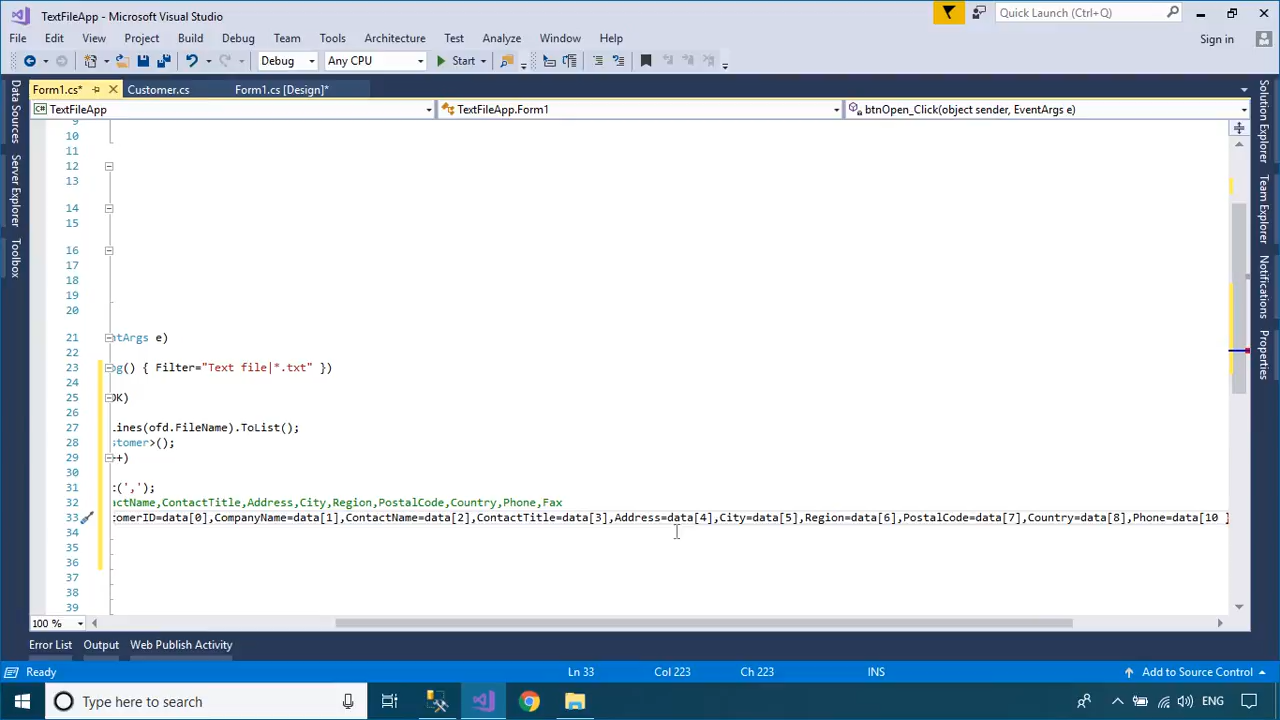 TextFileApp - Microsoft Visual Studio
Quick Launch (Ctrl+Q)
File Edit View Project Build Debug Team Tools Architecture Test Analyze Window Help
Sign in
Debug Any CPU Start
Form1.cs* Customer.cs Form1.cs [Design]*
TextFileApp TextFileApp.Form1 btnOpen_Click(object sender, EventArgs e)
Data Sources
Server Explorer
Toolbox
Solution Explorer
Team Explorer
Notifications
Properties
9
10
11
12
13
14
15
16
17
18
19
20
21 ntArgs e)
22
23 og() { Filter="Text file|*.txt" })
24
25 OK)
26
27 Lines(ofd.FileName).ToList();
28 stomer>();
29 ++)
30
31 t(',');
32 actName,ContactTitle,Address,City,Region,PostalCode,Country,Phone,Fax
33 tomerID=data[0],CompanyName=data[1],ContactName=data[2],ContactTitle=data[3],Address=data[4],City=data[5],Region=data[6],PostalCode=data[7],Country=data[8],Phone=data[10 ]
34
35
36
37
38
39
100 %
Error List Output Web Publish Activity
Ready Ln 33 Col 223 Ch 223 INS Add to Source Control
Type here to search
ENG